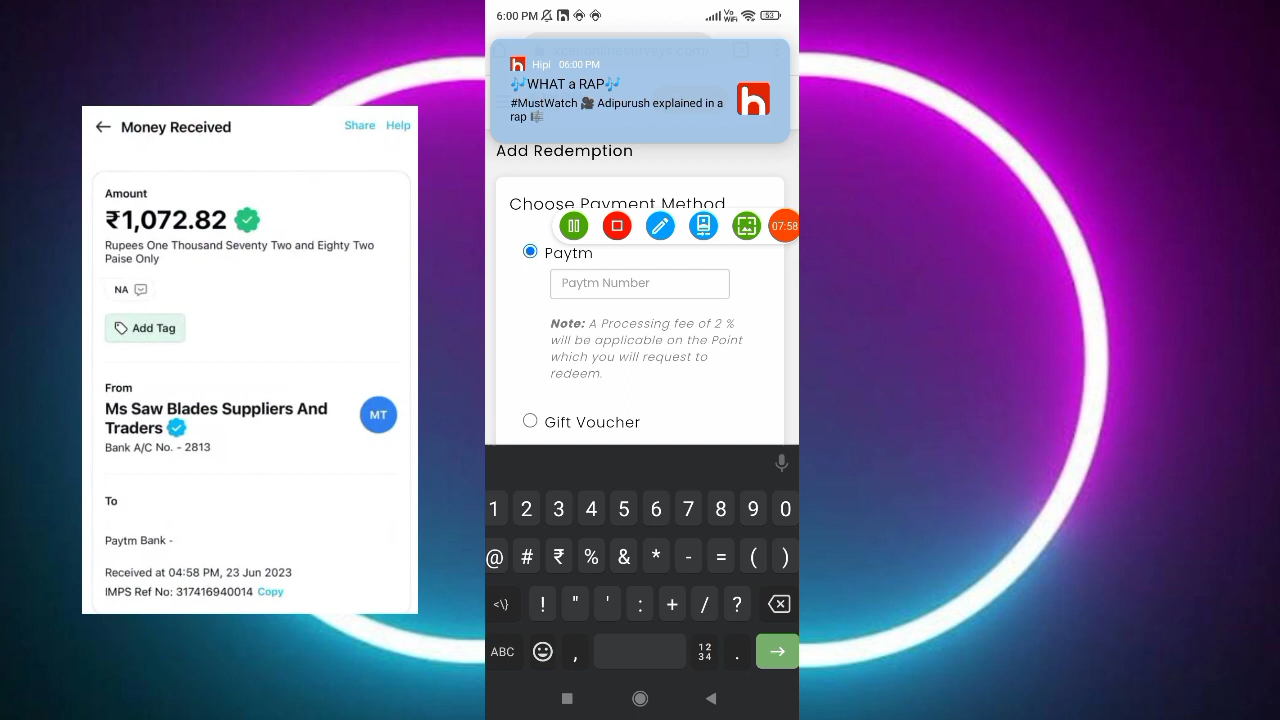 Money Received
Share Help
Amount
₹1,072.82
Rupees One Thousand Seventy Two and Eighty Two
Paise Only
NA
Add Tag
From
Ms Saw Blades Suppliers And
Traders
MT
Bank A/C No. - 2813
To
Paytm Bank -
Received at 04:58 PM, 23 Jun 2023
IMPS Ref No: 317416940014 Copy
6:00 PM
Vo
WiFi
53
Hipi 06:00 PM
🎶WHAT a RAP🎶
#MustWatch 🎥 Adipurush explained in a
rap 🎼
Add Redemption
Choose Payment Method
07:58
Paytm
Paytm Number
Note: A Processing fee of 2 %
will be applicable on the Point
which you will request to
redeem.
Gift Voucher
1 2 3 4 5 6 7 8 9 0
@ # ₹ % & * - = ( )
<\} ! " ' : + / ?
ABC , 12 .
34